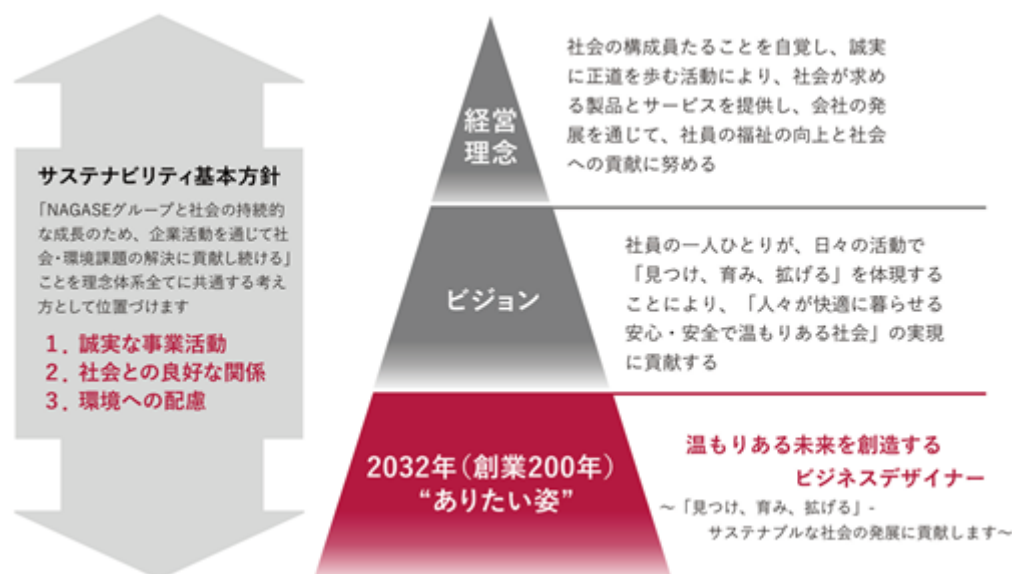 サステナビリティ基本方針
「NAGASEグループと社会の持続的
な成長のため、企業活動を通じて社
会・環境課題の解決に貢献し続ける」
ことを理念体系全てに共通する考え
方として位置づけます
1．誠実な事業活動
2．社会との良好な関係
3．環境への配慮
経営
理念
社会の構成員たることを自覚し、誠実
に正道を歩む活動により、社会が求め
る製品とサービスを提供し、会社の発
展を通じて、社員の福祉の向上と社会
への貢献に努める
ビジョン
社員の一人ひとりが、日々の活動で
「見つけ、育み、拡げる」を体現する
ことにより、「人々が快適に暮らせる
安心・安全で温もりある社会」の実現
に貢献する
2032年（創業200年）
“ありたい姿”
温もりある未来を創造する
ビジネスデザイナー
～「見つけ、育み、拡げる」-
サステナブルな社会の発展に貢献します～